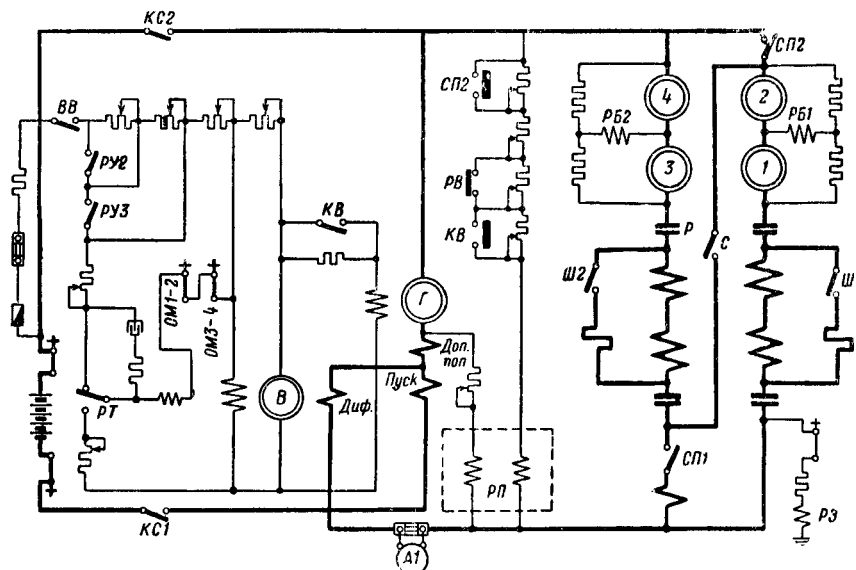 КС2
СП2
ВВ
СП2
4
2
РБ2
РБ1
3
1
РУ2
РВ
РУ3
КВ
КВ
Р
С
Ш2
Ш
ОМ1-2
ОМ3-4
Г
Доп. поп
Пуск
Диф.
В
РТ
СП1
РП
РЗ
КС1
А1